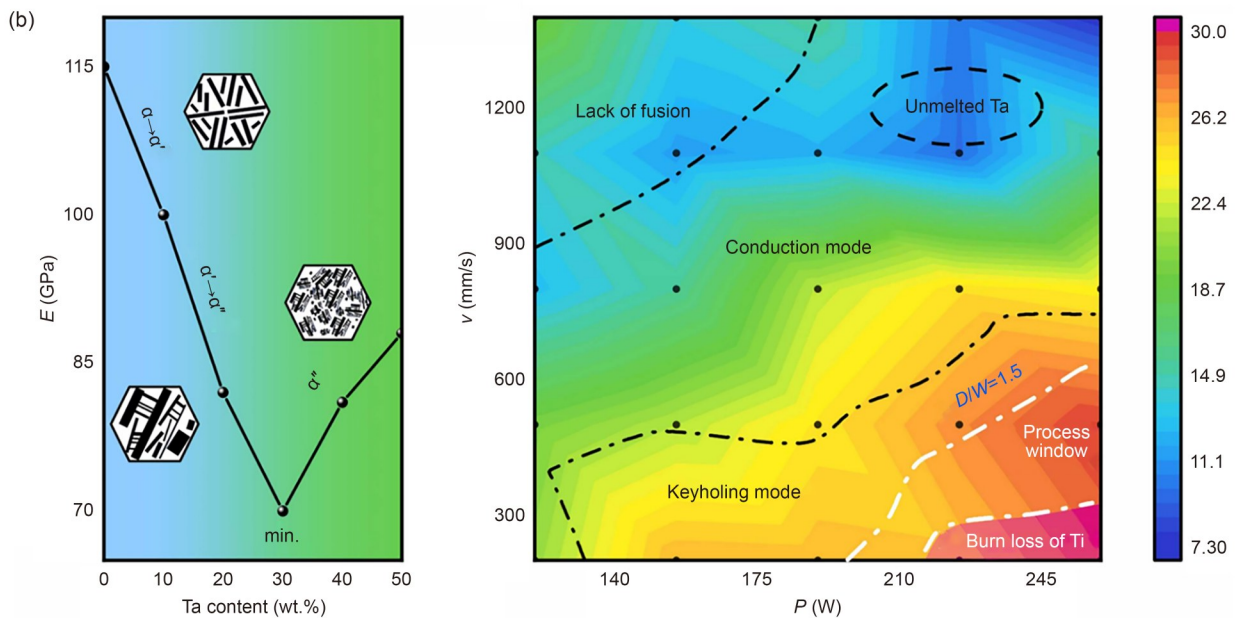 (b)
115
100
85
70
E (GPa)
α→α′
α′→α″
α″
min.
0
10
20
30
40
50
Ta content (wt.%)
1200
900
600
300
v (mm/s)
Lack of fusion
Unmelted Ta
Conduction mode
D/W=1.5
Process
window
Keyholing mode
Burn loss of Ti
140
175
210
245
P (W)
30.0
26.2
22.4
18.7
14.9
11.1
7.30